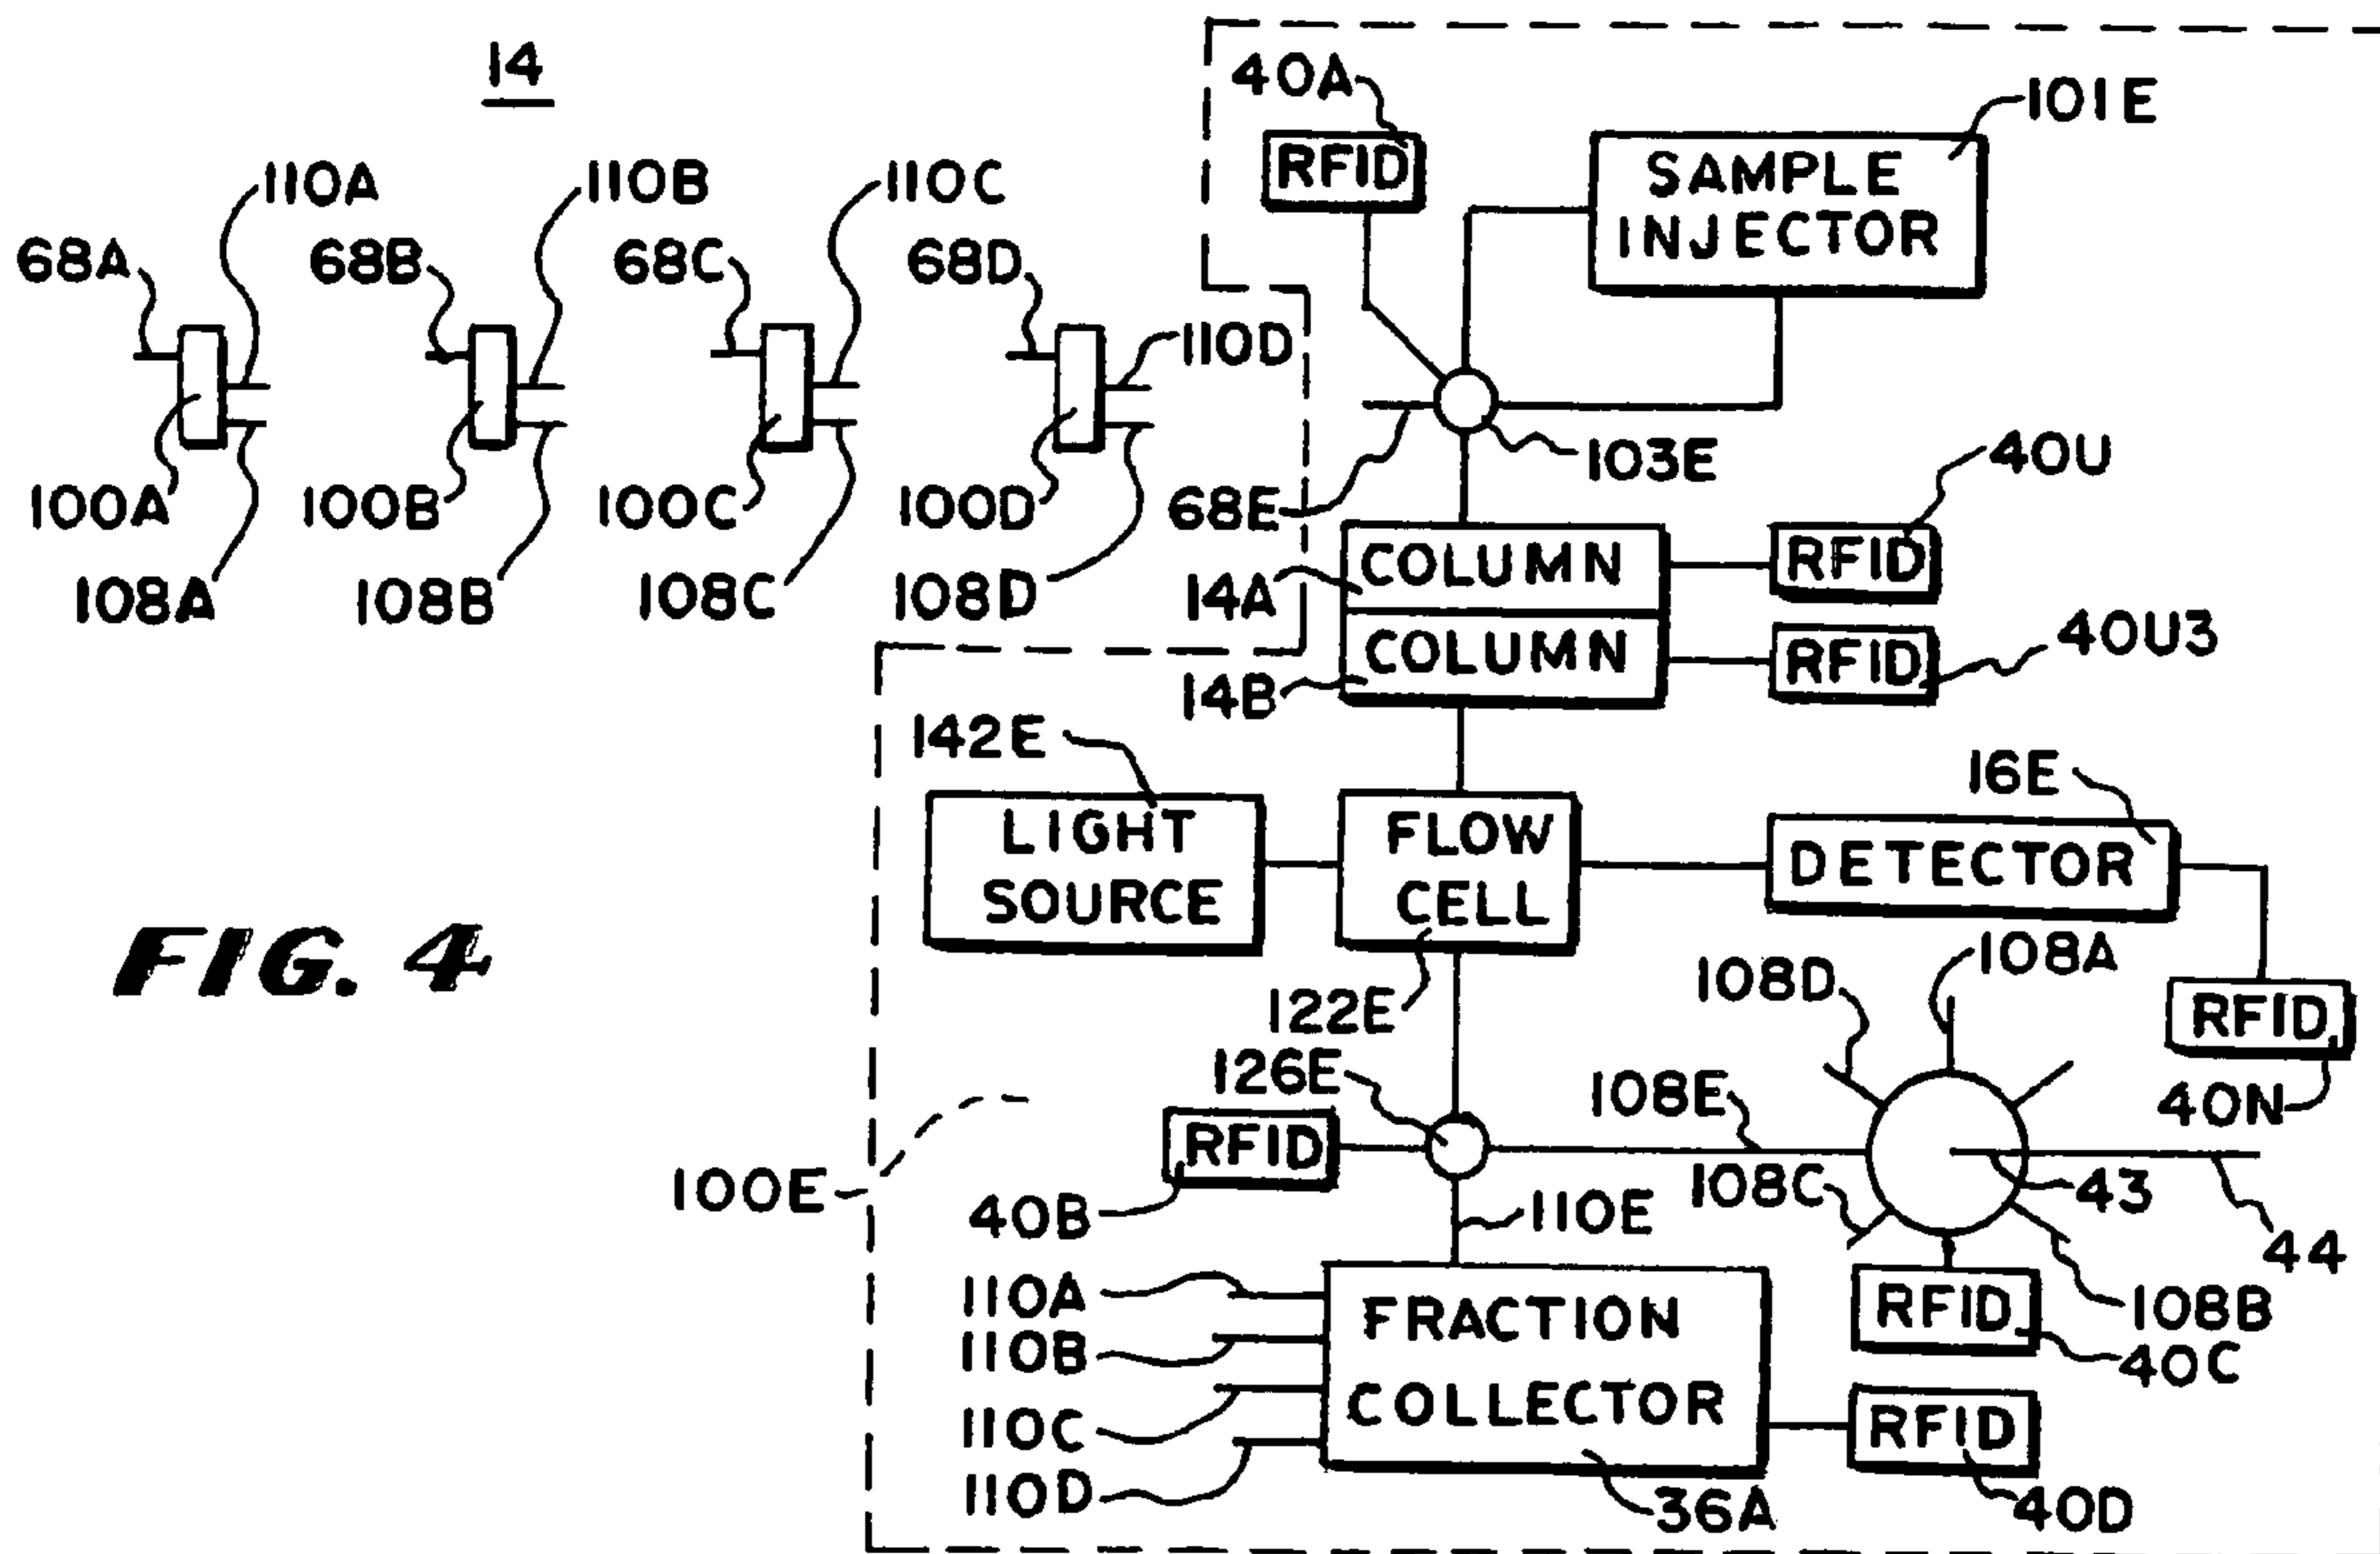 14
40A
101E
RFID
SAMPLE
INJECTOR
110A
110B
110C
68A
68B
68C
68D
110D
103E
40U
100A
100B
100C
100D
68E
108A
108B
108C
108D
14A
COLUMN
RFID
COLUMN
RFID
40U3
14B
142E
16E
LIGHT
SOURCE
FLOW
CELL
DETECTOR
FIG. 4
108D
108A
122E
RFID
126E
108E
40N
RFID
100E
40B
110E
108C
43
44
110A
110B
110C
110D
FRACTION
COLLECTOR
RFID
108B
40C
RFID
36A
40D